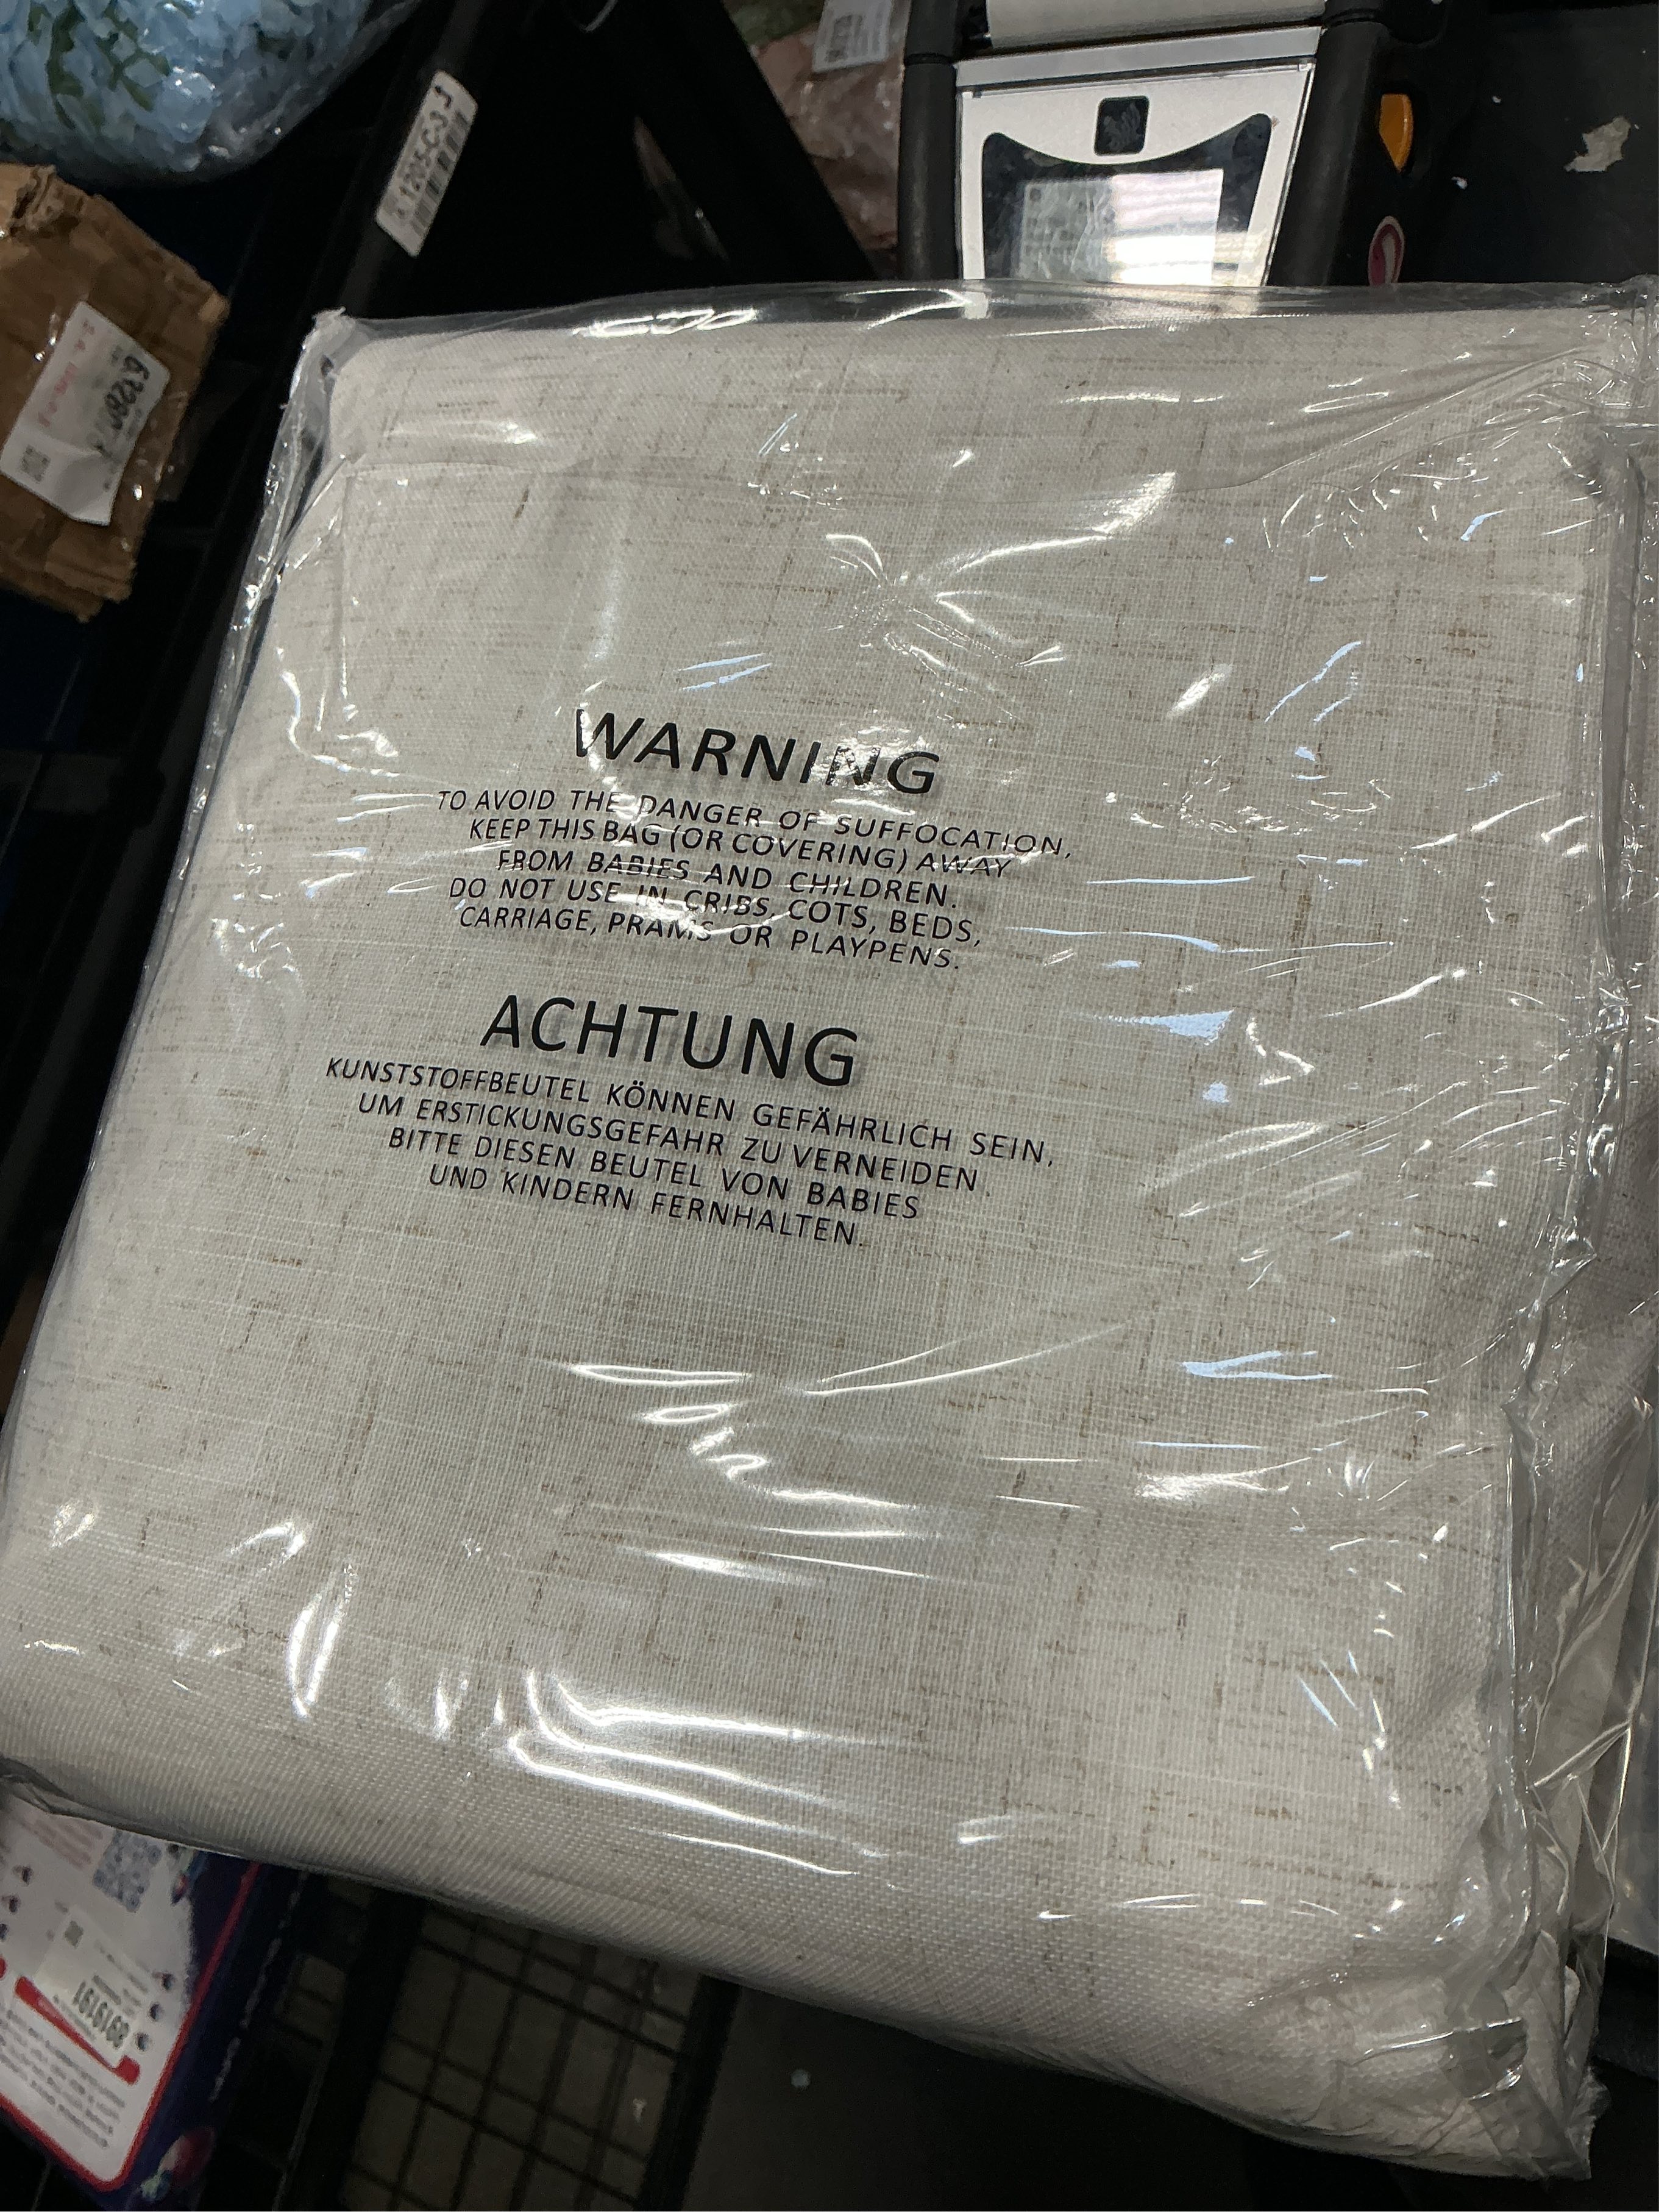 1205-C-3
WARNING
TO AVOID THE DANGER OF SUFFOCATION,
KEEP THIS BAG (OR COVERING) AWAY
FROM BABIES AND CHILDREN.
DO NOT USE IN CRIBS, COTS, BEDS,
CARRIAGE, PRAMS OR PLAYPENS.
ACHTUNG
KUNSTSTOFFBEUTEL KÖNNEN GEFÄHRLICH SEIN,
UM ERSTICKUNGSGEFAHR ZU VERNEIDEN
BITTE DIESEN BEUTEL VON BABIES
UND KINDERN FERNHALTEN.